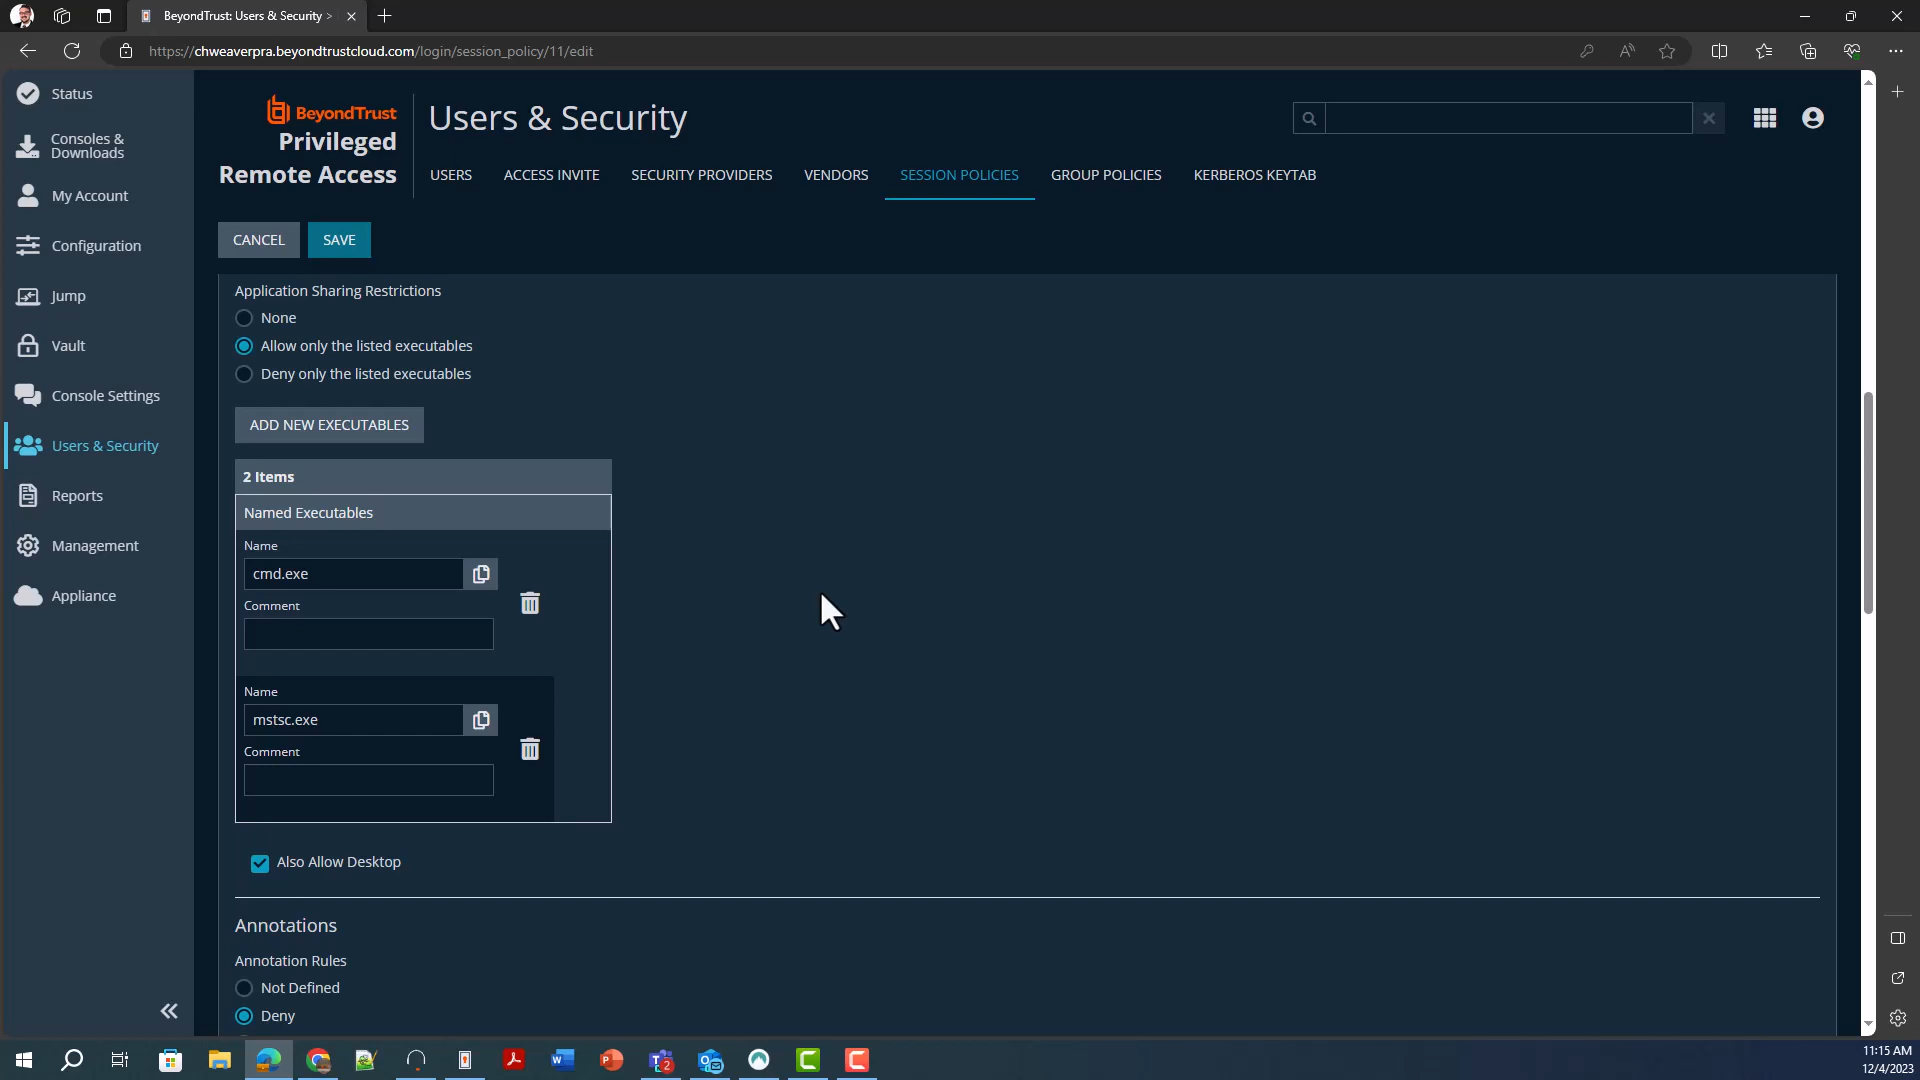 BeyondTrust: Users & Security >
https://chweaverpra.beyondtrustcloud.com/login/session_policy/11/edit
Status
Consoles &
Downloads
My Account
Configuration
Jump
Vault
Console Settings
Users & Security
Reports
Management
Appliance
BeyondTrust
Privileged
Remote Access
Users & Security
USERS ACCESS INVITE SECURITY PROVIDERS VENDORS SESSION POLICIES GROUP POLICIES KERBEROS KEYTAB
CANCEL SAVE
Application Sharing Restrictions
None
Allow only the listed executables
Deny only the listed executables
ADD NEW EXECUTABLES
2 Items
Named Executables
Name
cmd.exe
Comment
Name
mstsc.exe
Comment
Also Allow Desktop
Annotations
Annotation Rules
Not Defined
Deny
11:15 AM
12/4/2023